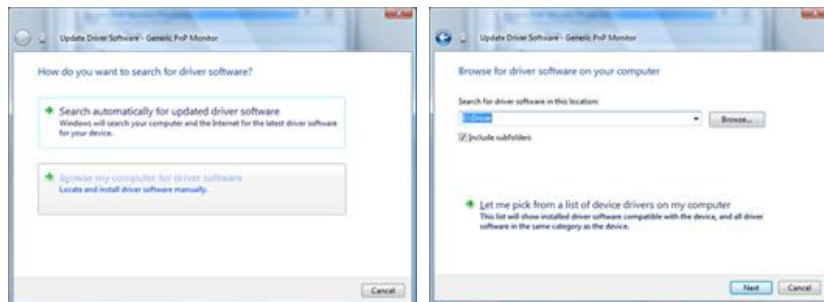 Update Driver Software - Generic PnP Monitor
How do you want to search for driver software?
Search automatically for updated driver software
Windows will search your computer and the Internet for the latest driver software
for your device.
Browse my computer for driver software
Locate and install driver software manually.
Cancel
Update Driver Software - Generic PnP Monitor
Browse for driver software on your computer
Search for driver software in this location:
Browse...
Include subfolders
Let me pick from a list of device drivers on my computer
This list will show installed driver software compatible with the device, and all driver
software in the same category as the device.
Next
Cancel